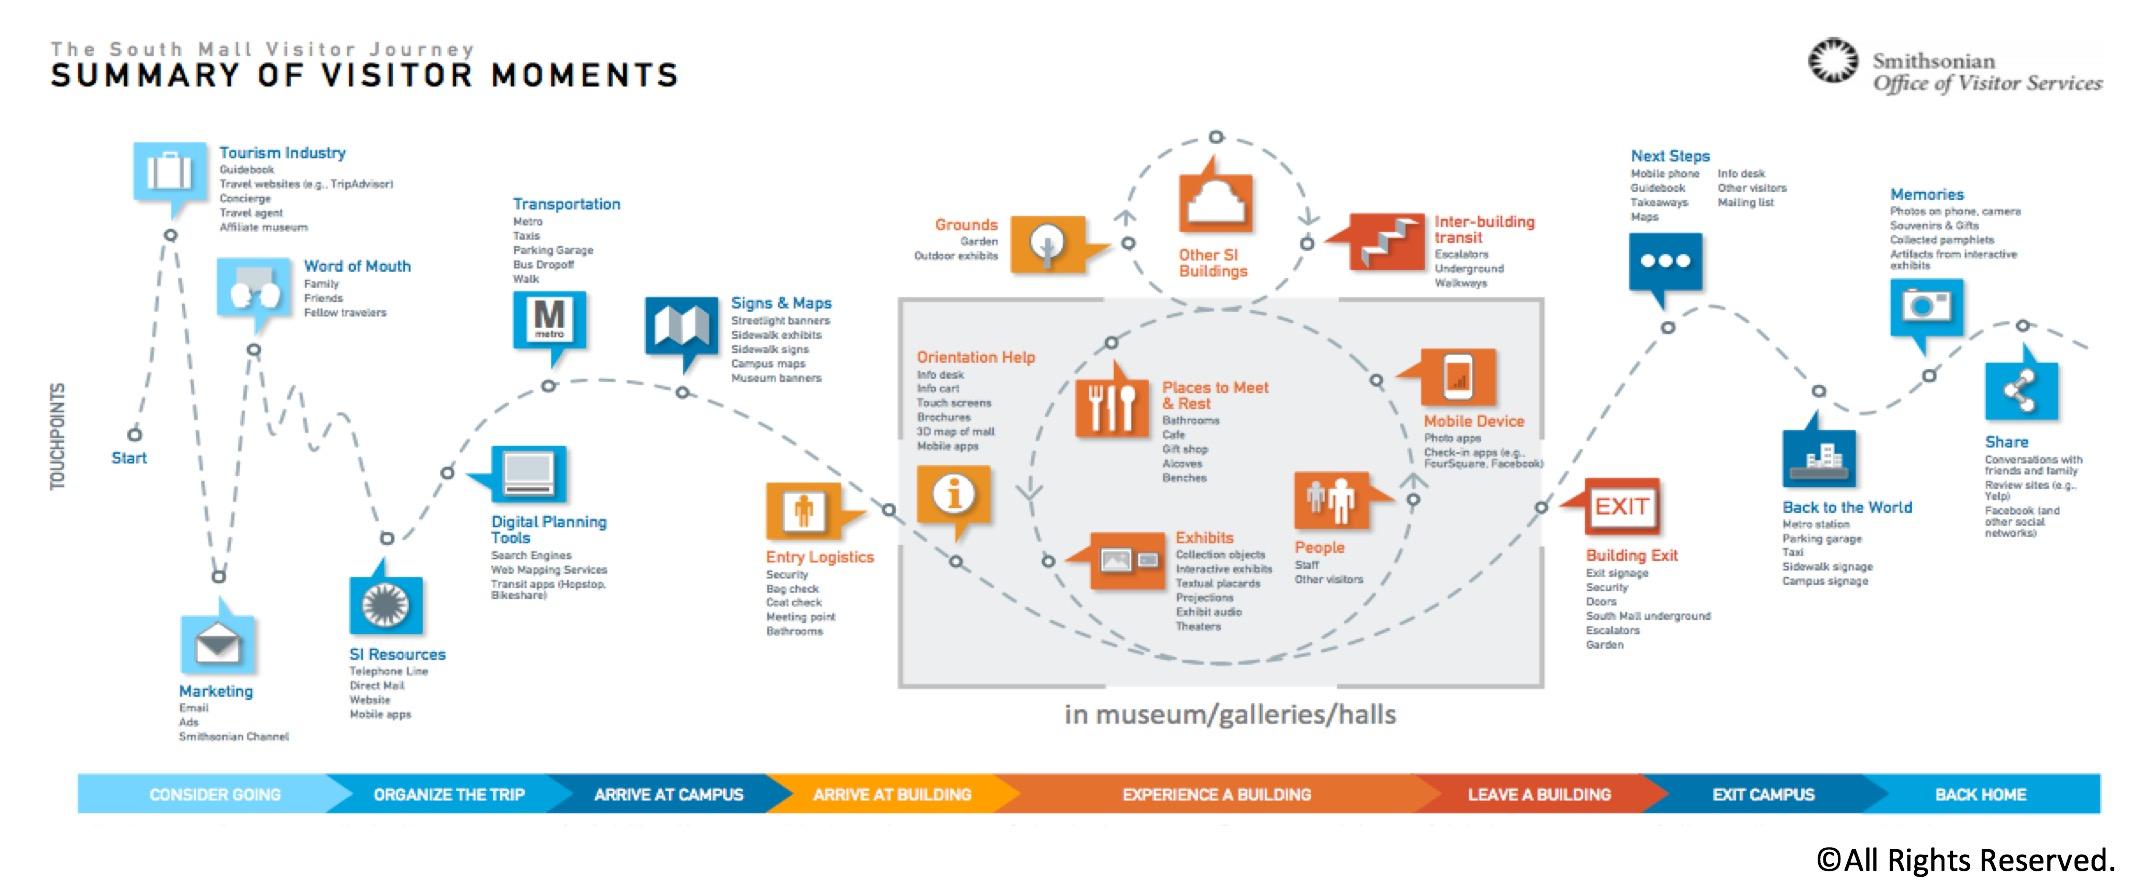 The South Mall Visitor Journey
SUMMARY OF VISITOR MOMENTS
Smithsonian
Office of Visitor Services
TOUCHPOINTS
Start
Tourism Industry
Guidebook
Travel websites (e.g., TripAdvisor)
Concierge
Travel agent
Affiliate museum
Word of Mouth
Family
Friends
Fellow travelers
Marketing
Email
Ads
Smithsonian Channel
SI Resources
Telephone Line
Direct Mail
Website
Mobile apps
Digital Planning
Tools
Search Engines
Web Mapping Services
Transit apps (Hopstop,
Bikeshare)
Transportation
Metro
Taxis
Parking Garage
Bus Dropoff
Walk
M
metro
Signs & Maps
Streetlight banners
Sidewalk exhibits
Sidewalk signs
Campus maps
Museum banners
Entry Logistics
Security
Bag check
Coat check
Meeting point
Bathrooms
Orientation Help
Info desk
Info cart
Touch screens
Brochures
3D map of mall
Mobile apps
i
Grounds
Garden
Outdoor exhibits
Other SI
Buildings
Inter-building
transit
Escalators
Underground
Walkways
Places to Meet
& Rest
Bathrooms
Cafe
Gift shop
Alcoves
Benches
Exhibits
Collection objects
Interactive exhibits
Textual placards
Projections
Exhibit audio
Theaters
People
Staff
Other visitors
Mobile Device
Photo apps
Check-in apps (e.g.,
FourSquare, Facebook)
in museum/galleries/halls
EXIT
Building Exit
Exit signage
Security
Doors
South Mall underground
Escalators
Garden
Next Steps
Mobile phone
Guidebook
Takeaways
Maps
Info desk
Other visitors
Mailing list
Back to the World
Metro station
Parking garage
Taxi
Sidewalk signage
Campus signage
Memories
Photos on phone, camera
Souvenirs & Gifts
Collected pamphlets
Artifacts from interactive
exhibits
Share
Conversations with
friends and family
Review sites (e.g.,
Yelp)
Facebook (and
other social
networks)
CONSIDER GOING
ORGANIZE THE TRIP
ARRIVE AT CAMPUS
ARRIVE AT BUILDING
EXPERIENCE A BUILDING
LEAVE A BUILDING
EXIT CAMPUS
BACK HOME
©All Rights Reserved.